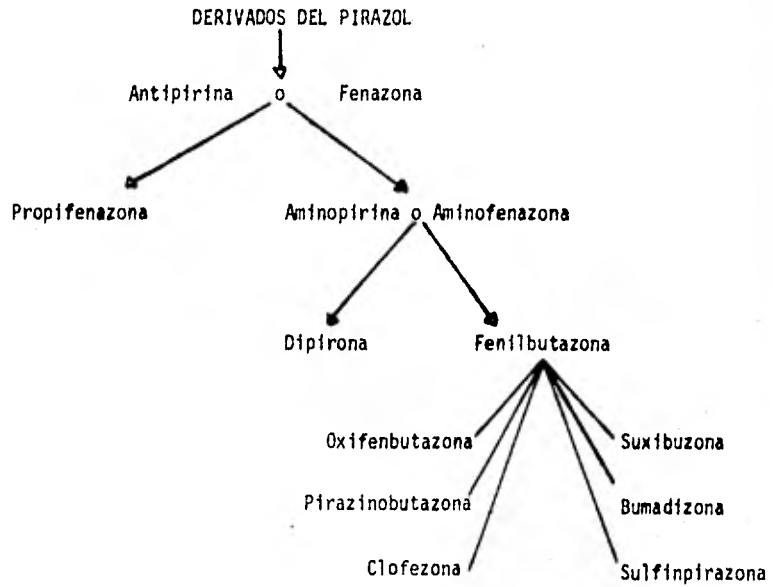 DERIVADOS DEL PIRAZOL
Antipirina o Fenazona
Propifenazona Aminopirina o Aminofenazona
Dipirona Fenilbutazona
Oxifenbutazona Suxibuzona
Pirazinobutazona Bumadizona
Clofezona Sulfinpirazona